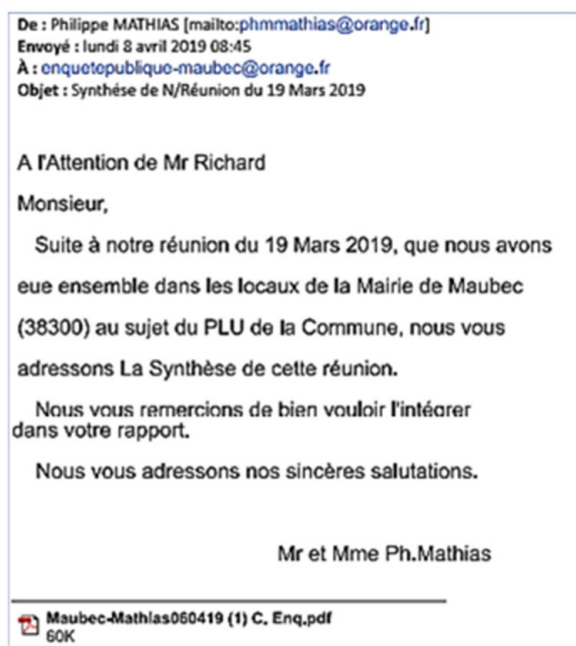 De : Philippe MATHIAS [mailto:phmmathias@orange.fr]
Envoyé : lundi 8 avril 2019 08:45
À : enquetepublique-maubec@orange.fr
Objet : Synthése de N/Réunion du 19 Mars 2019
A l'Attention de Mr Richard
Monsieur,
Suite à notre réunion du 19 Mars 2019, que nous avons
eue ensemble dans les locaux de la Mairie de Maubec
(38300) au sujet du PLU de la Commune, nous vous
adressons La Synthèse de cette réunion.
Nous vous remercions de bien vouloir l'intégrer
dans votre rapport.
Nous vous adressons nos sincères salutations.
Mr et Mme Ph.Mathias
Maubec-Mathias060419 (1) C. Enq.pdf
60K